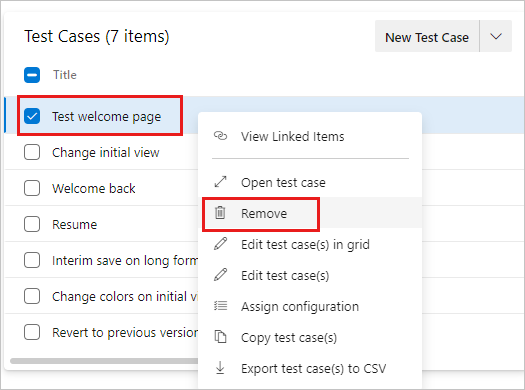 Test Cases (7 items)
New Test Case
Title
Test welcome page
Change initial view
Welcome back
Resume
Interim save on long form
Change colors on initial v
Revert to previous version
View Linked Items
Open test case
Remove
Edit test case(s) in grid
Edit test case(s)
Assign configuration
Copy test case(s)
Export test case(s) to CSV